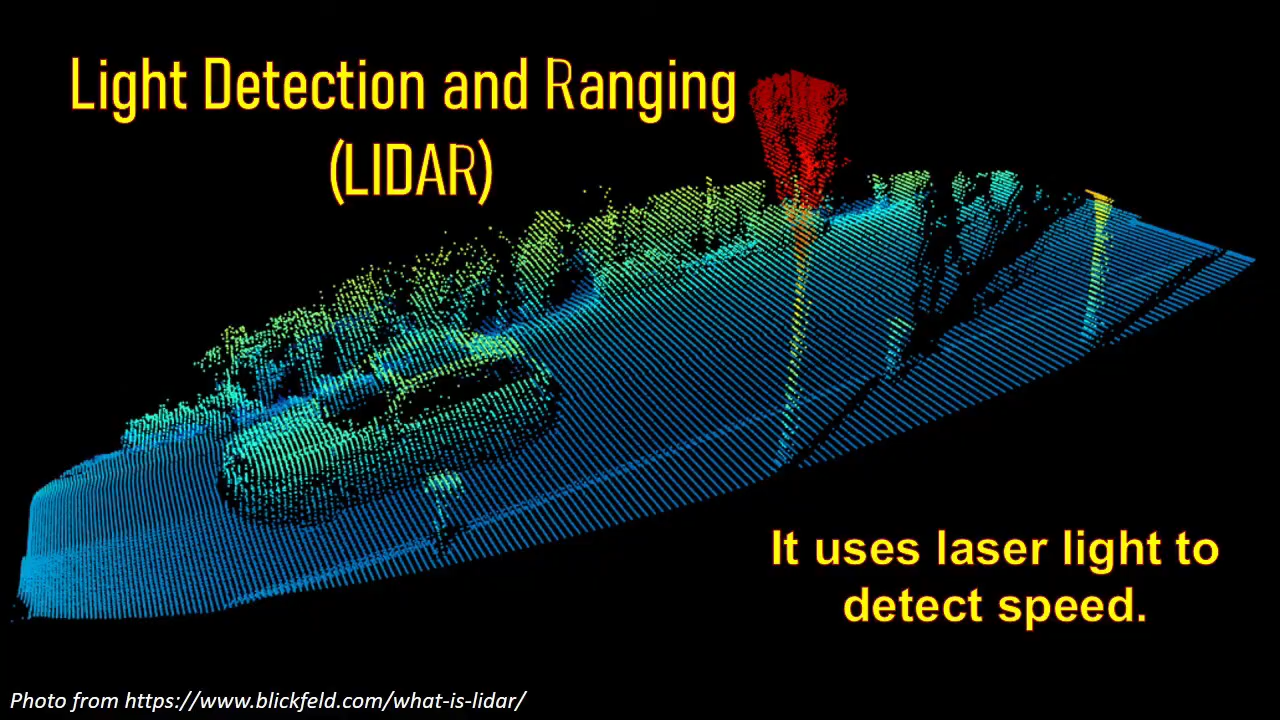 Light Detection and Ranging
(LIDAR)
It uses laser light to
detect speed.
Photo from https://www.blickfeld.com/what-is-lidar/